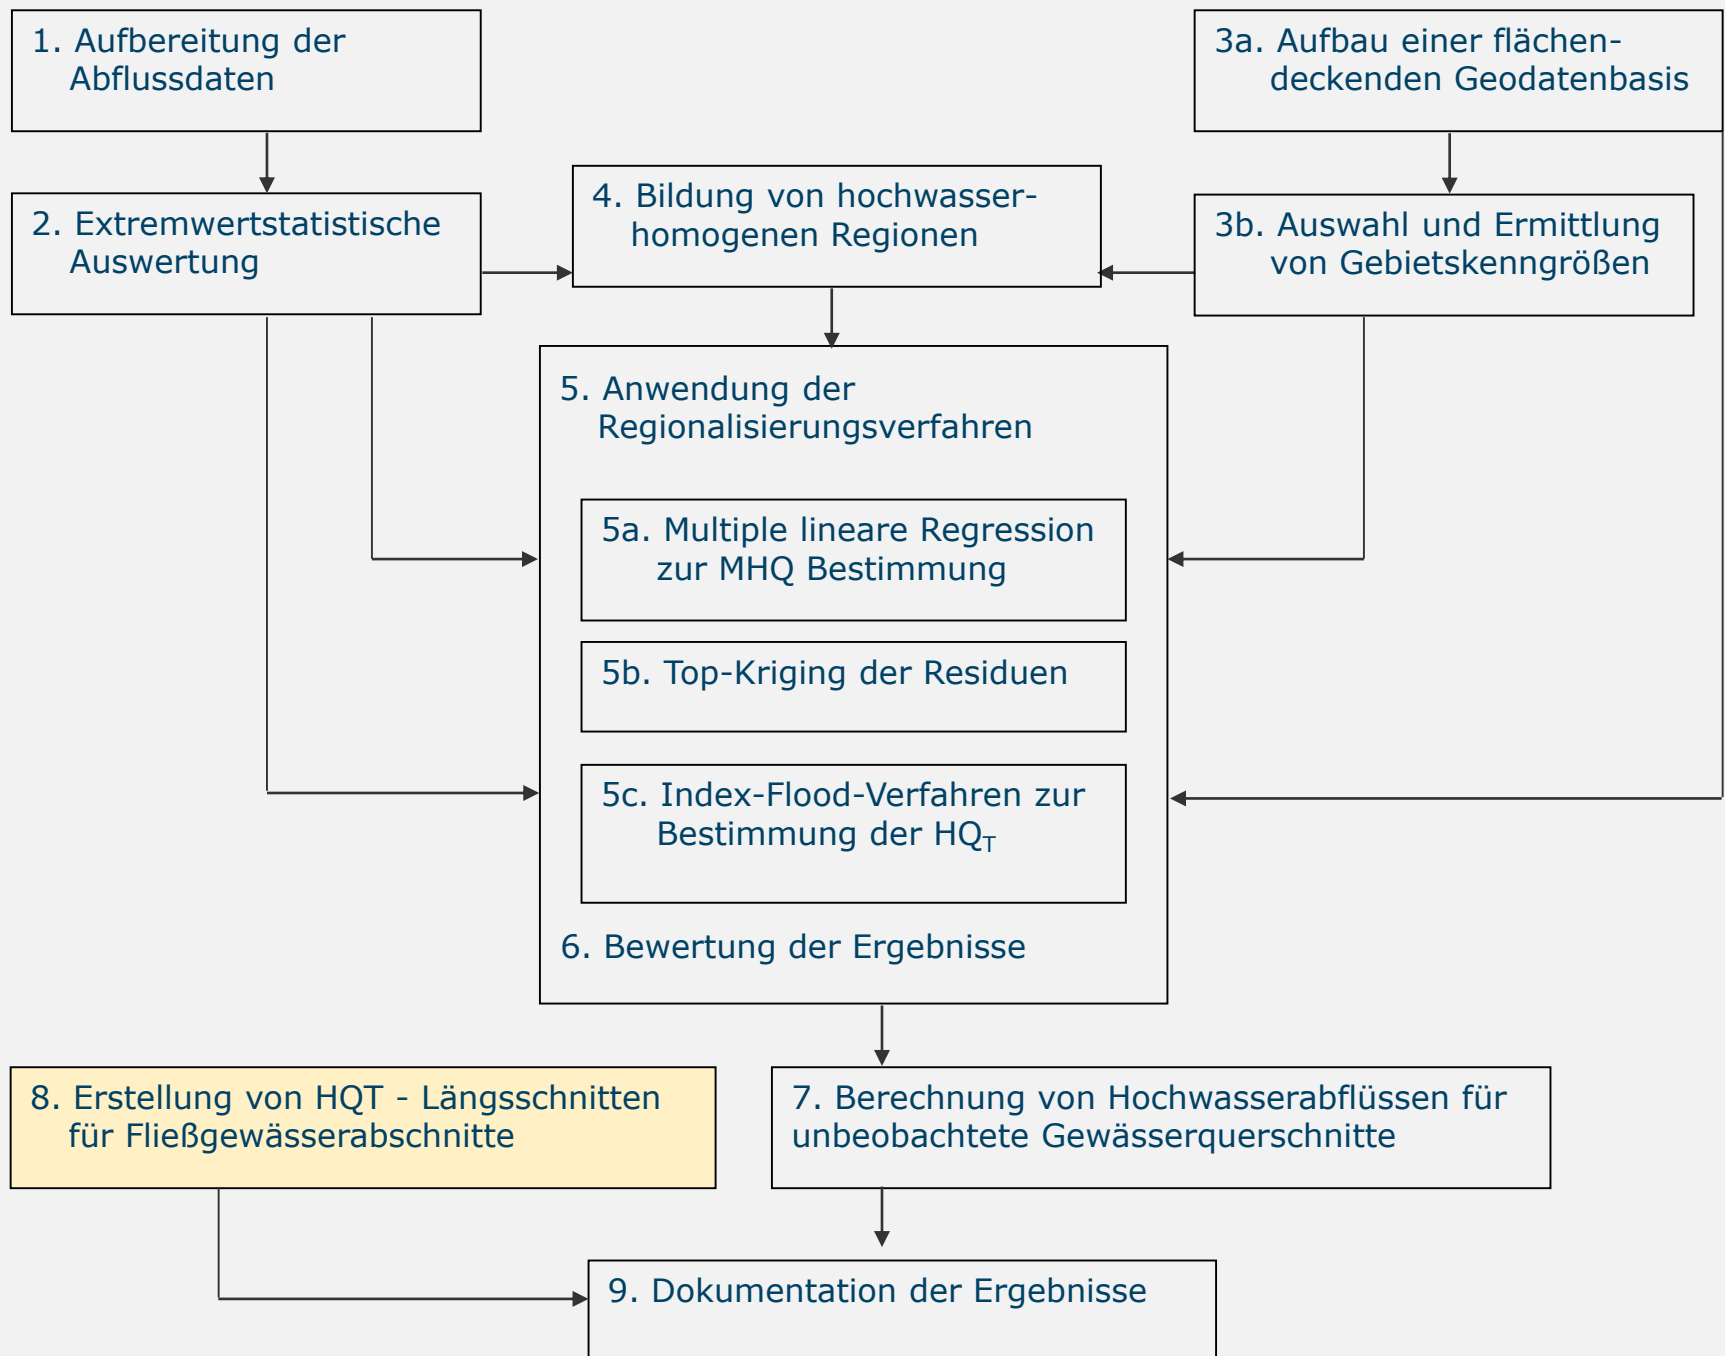 1. Aufbereitung der
Abflussdaten
3a. Aufbau einer flächen-
deckenden Geodatenbasis
2. Extremwertstatistische
Auswertung
4. Bildung von hochwasser-
homogenen Regionen
3b. Auswahl und Ermittlung
von Gebietskenngrößen
5. Anwendung der
Regionalisierungsverfahren
5a. Multiple lineare Regression
zur MHQ Bestimmung
5b. Top-Kriging der Residuen
5c. Index-Flood-Verfahren zur
Bestimmung der HQT
6. Bewertung der Ergebnisse
8. Erstellung von HQT - Längsschnitten
für Fließgewässerabschnitte
7. Berechnung von Hochwasserabflüssen für
unbeobachtete Gewässerquerschnitte
9. Dokumentation der Ergebnisse